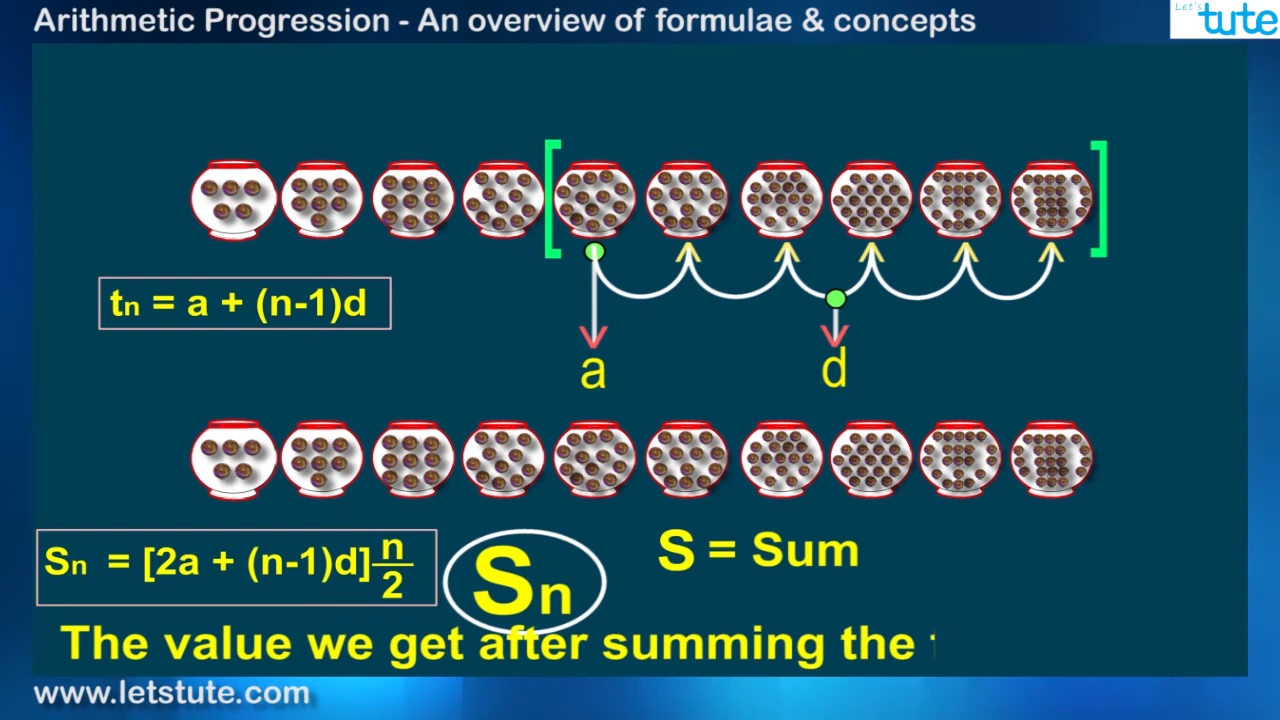 Arithmetic Progression - An overview of formulae & concepts
Let's tute
tn = a + (n-1)d
a
d
Sn = [2a + (n-1)d] n/2
Sn
S = Sum
The value we get after summing the
www.letstute.com